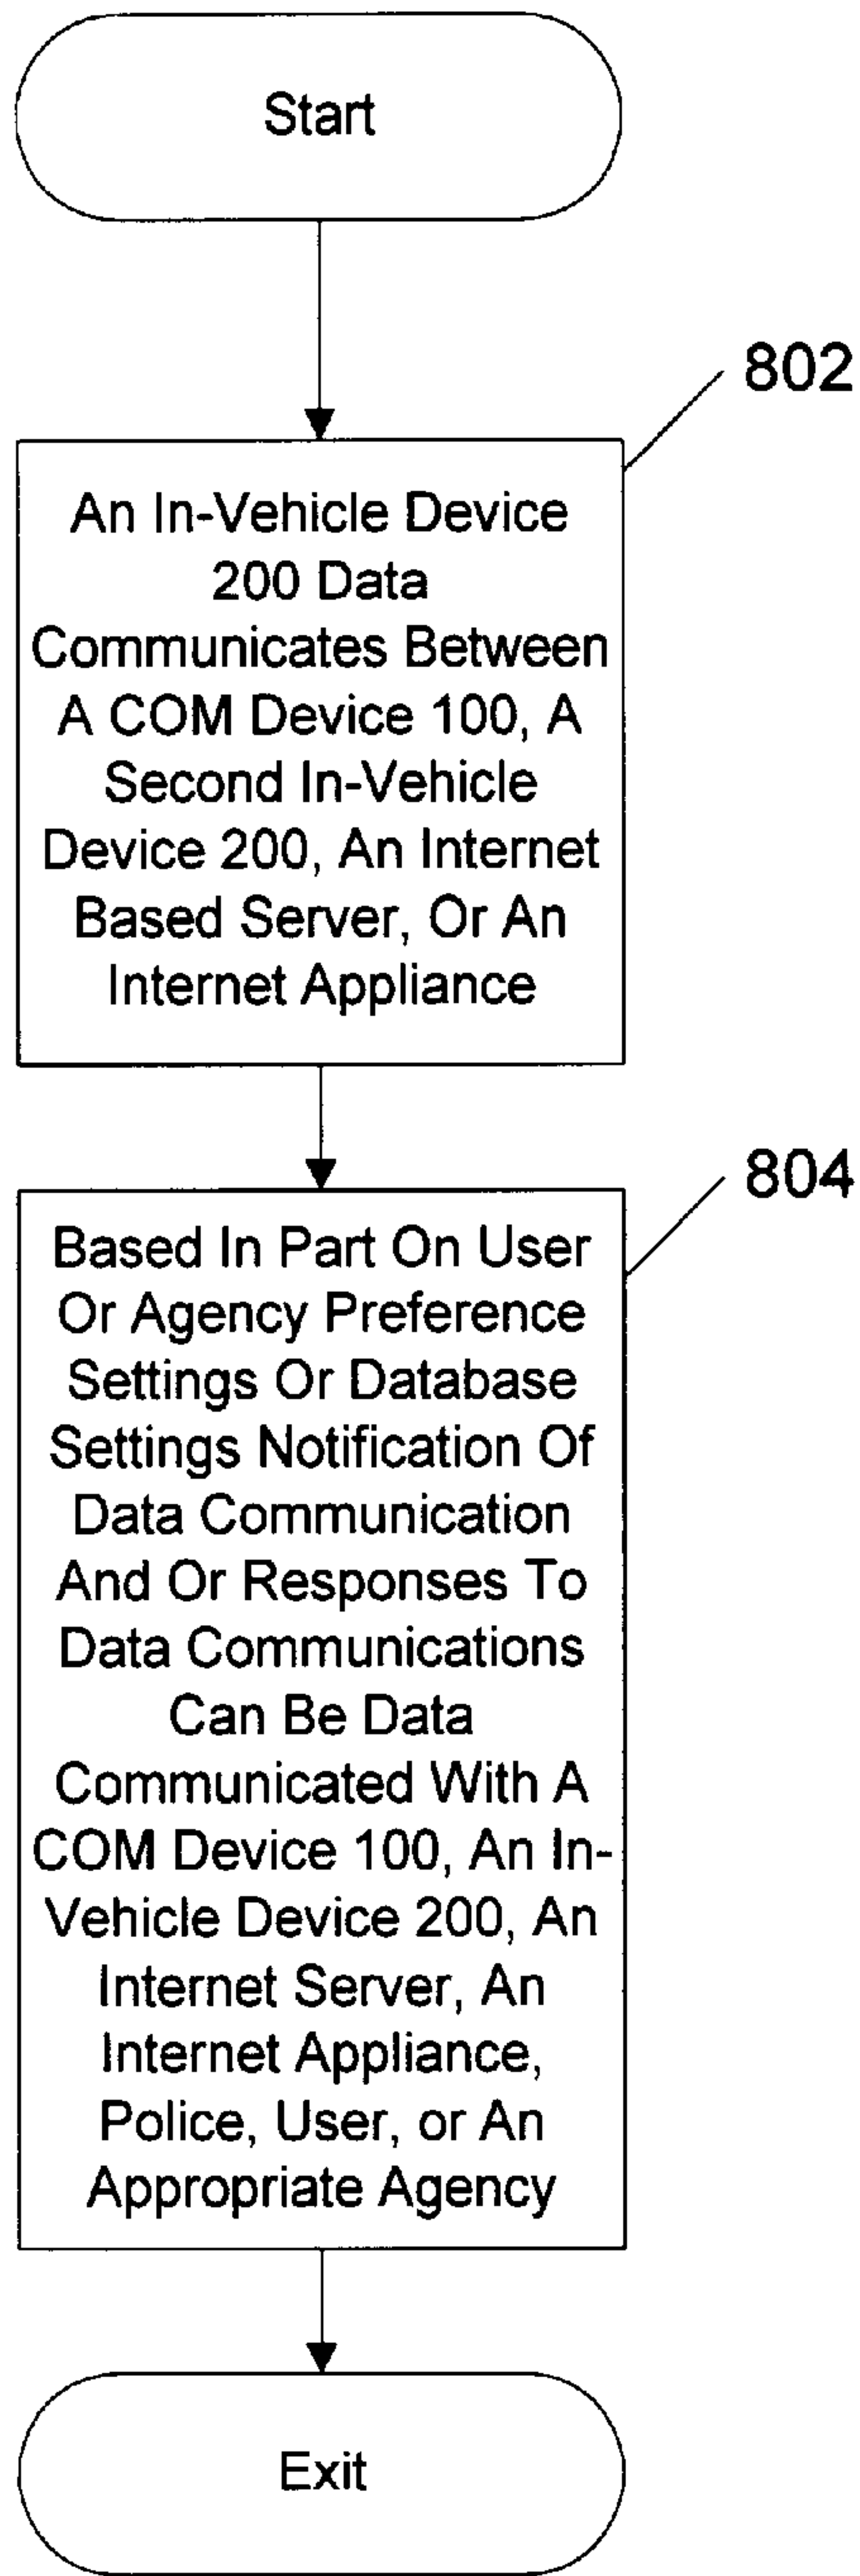 Start
802
An In-Vehicle Device
200 Data
Communicates Between
A COM Device 100, A
Second In-Vehicle
Device 200, An Internet
Based Server, Or An
Internet Appliance
804
Based In Part On User
Or Agency Preference
Settings Or Database
Settings Notification Of
Data Communication
And Or Responses To
Data Communications
Can Be Data
Communicated With A
COM Device 100, An In-
Vehicle Device 200, An
Internet Server, An
Internet Appliance,
Police, User, or An
Appropriate Agency
Exit